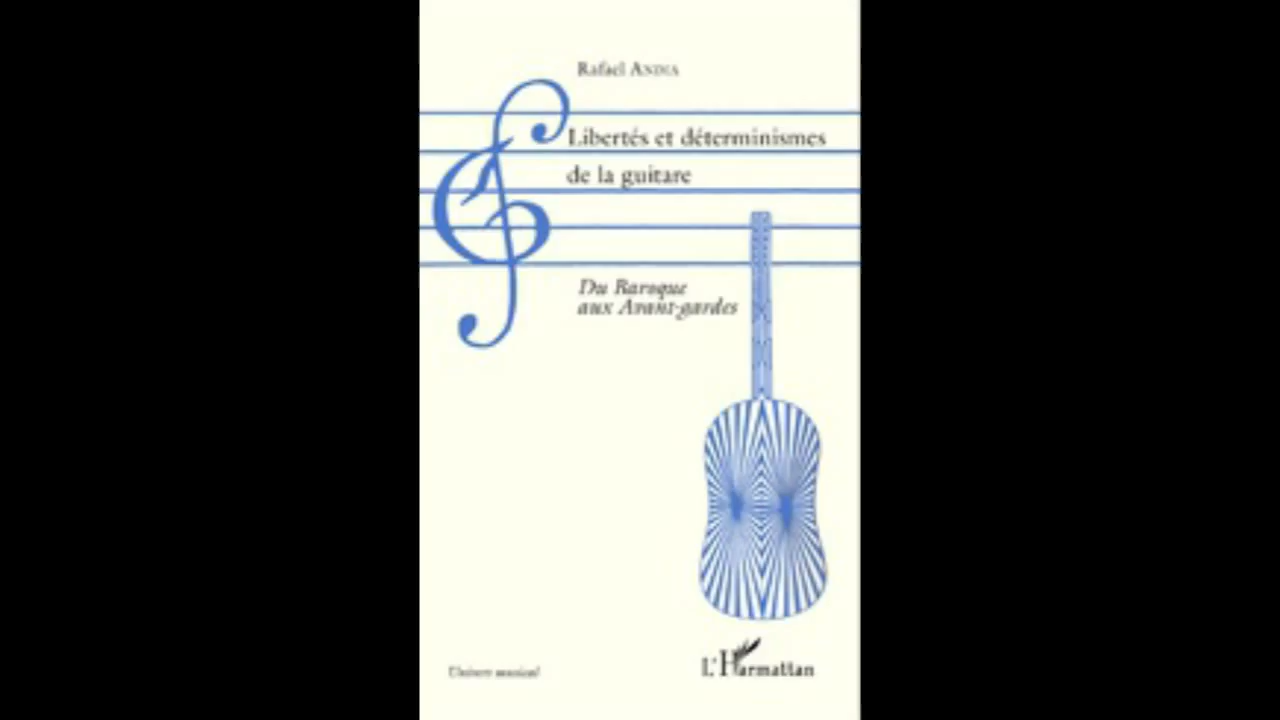 Rafael ANDIA
Libertés et déterminismes
de la guitare
Du Baroque
aux Avant-gardes
Univers musical
L'Harmattan